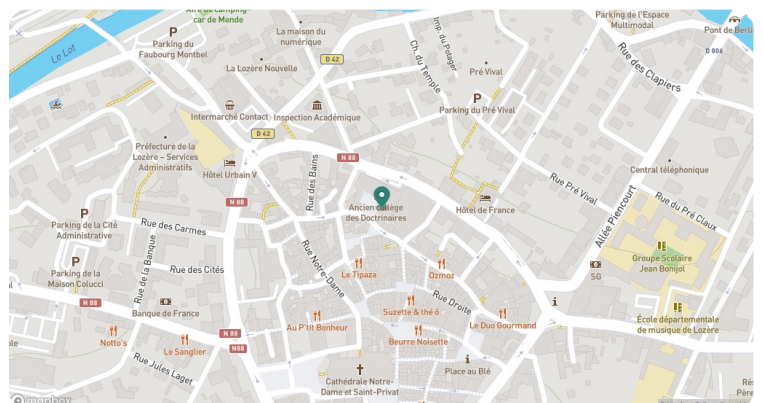 Aire de camping-
car de Mende
Parking du
Faubourg Montbel
Le Lot
La maison du
numérique
La Lozère Nouvelle
D 42
Imp. du Potager
Ch. du Temple
Pré Vival
Parking du Pré Vival
Parking de l'Espace
Multimodal
Pont de Berli
D 806
Rue des Clapiers
Intermarché Contact
Inspection Académique
D 42
Préfecture de la
Lozère – Services
Administratifs
Hôtel Urbain V
N 88
Rue des Bains
Ancien collège
des Doctrinaires
Hôtel de France
Rue Pré Vival
Central téléphonique
Allée Piencourt
Rue du Pré Claux
Parking de la Cité
Administrative
Rue des Carmes
N 88
Rue de la Banque
Rue des Cités
Parking de la
Maison Colucci
Rue Notre-Dame
Le Tipaza
Ozmoz
SG
Groupe Scolaire
Jean Bonijol
N 88
Banque de France
Au P'tit Bonheur
Suzette & thé ô
Rue Droite
Le Duo Gourmand
École départementale
de musique de Lozère
Notto's
Le Sanglier
N 88
N88
Beurre Noisette
Rue Jules Laget
Cathédrale Notre-
Dame et Saint-Privat
Place au Blé
mapbox